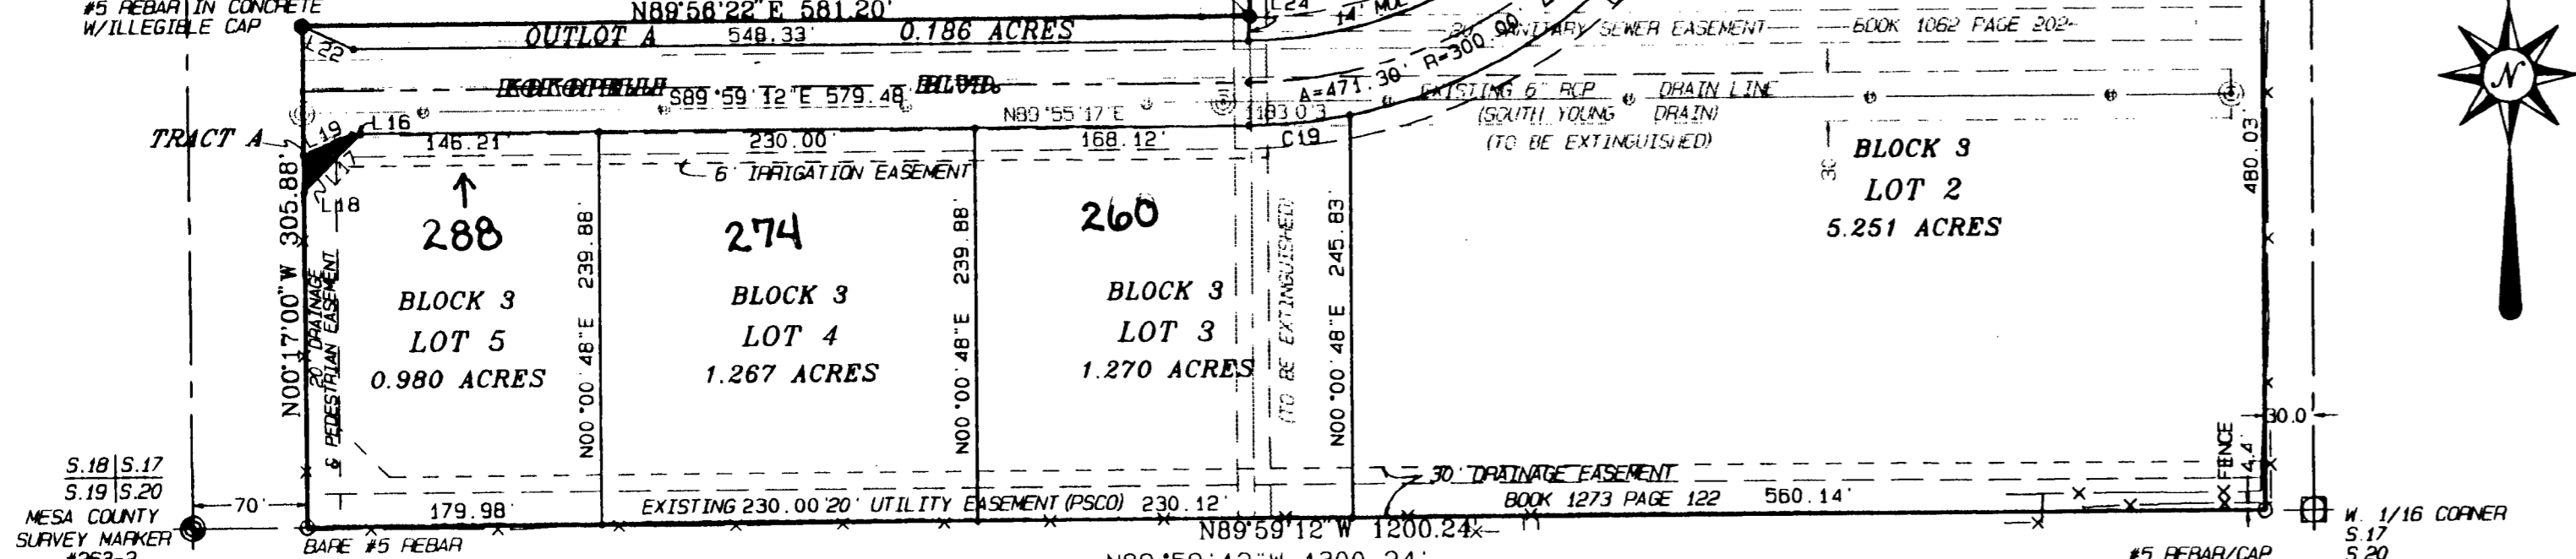 #5 REBAR IN CONCRETE
W/ILLEGIBLE CAP
N89°56'22"E 581.20'
L24
14' MUL
L22
OUTLOT A 548.33' 0.186 ACRES
SANITARY SEWER EASEMENT
BOOK 1062 PAGE 202
BLVD.
S89°59'12"E 579.48
A=471.30' R=300.00'
EXISTING 6" RCP DRAIN LINE
(SOUTH YOUNG DRAIN)
(TO BE EXTINGUISHED)
N89°55'17"E
TRACT A
L19
L16
L17
L18
146.21'
230.00'
168.12'
C19
6' IRRIGATION EASEMENT
N
480.03'
30
BLOCK 3
LOT 2
5.251 ACRES
N00°17'00"W 305.88'
20' DRAINAGE
& PEDESTRIAN EASEMENT
288
BLOCK 3
LOT 5
0.980 ACRES
N00°00'48"E 239.88'
274
BLOCK 3
LOT 4
1.267 ACRES
N00°00'48"E 239.88'
260
BLOCK 3
LOT 3
1.270 ACRES
(TO BE EXTINGUISHED)
N00°00'48"E 245.83'
30.0
FENCE
4.4'
S.18 S.17
S.19 S.20
MESA COUNTY
SURVEY MARKER
#263-2
70'
179.98'
EXISTING 230.00 20' UTILITY EASEMENT (PSCO) 230.12'
30' DRAINAGE EASEMENT
BOOK 1273 PAGE 122 560.14'
N89°59'12"W 1200.24'
BARE #5 REBAR
W. 1/16 CORNER
S.17
S.20
#5 REBAR/CAP